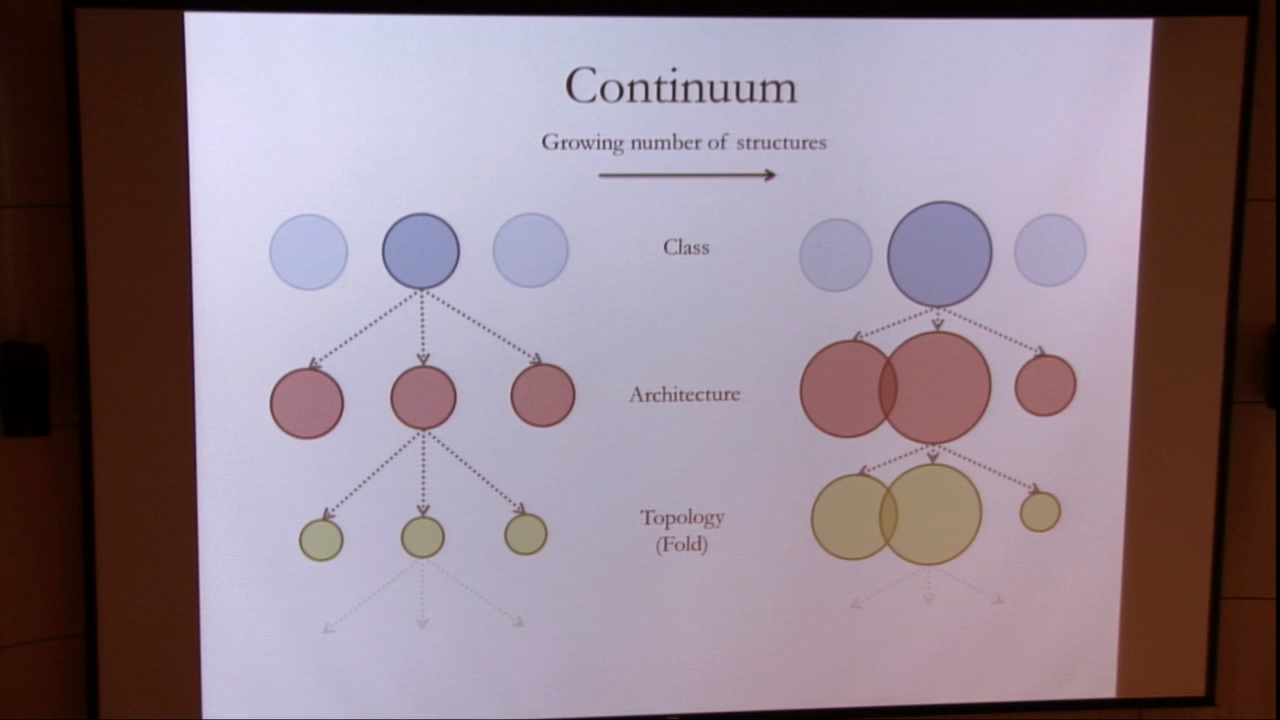 Continuum
Growing number of structures
Class
Architecture
Topology
(Fold)